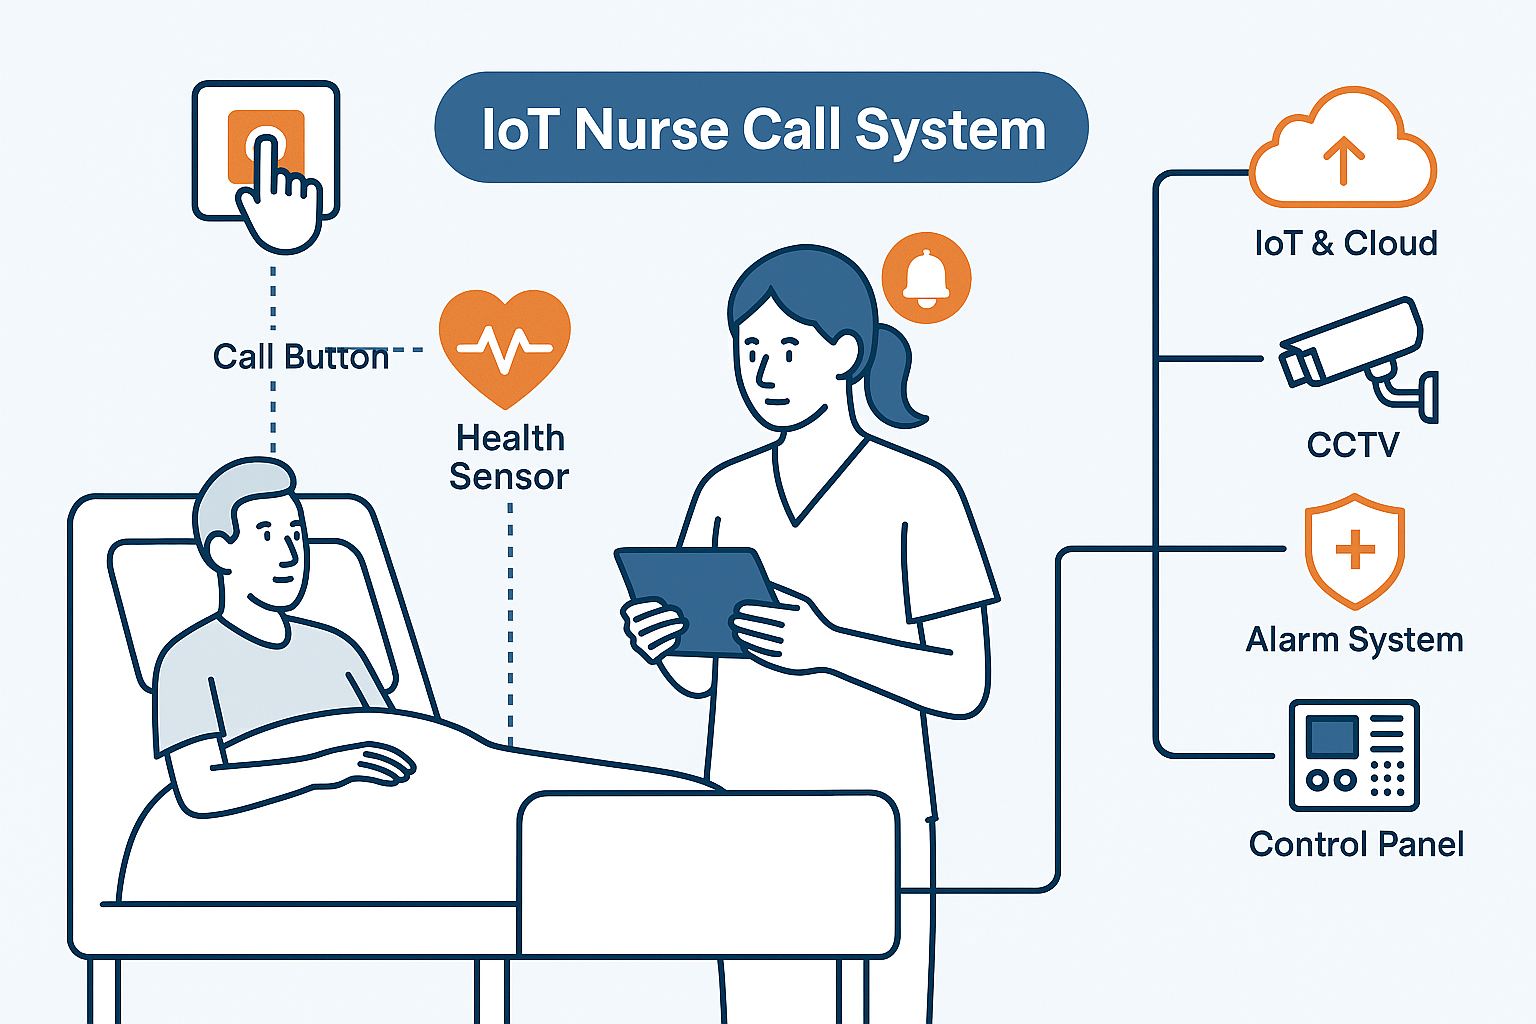 IoT Nurse Call System
Call Button
Health
Sensor
IoT & Cloud
CCTV
Alarm System
Control Panel